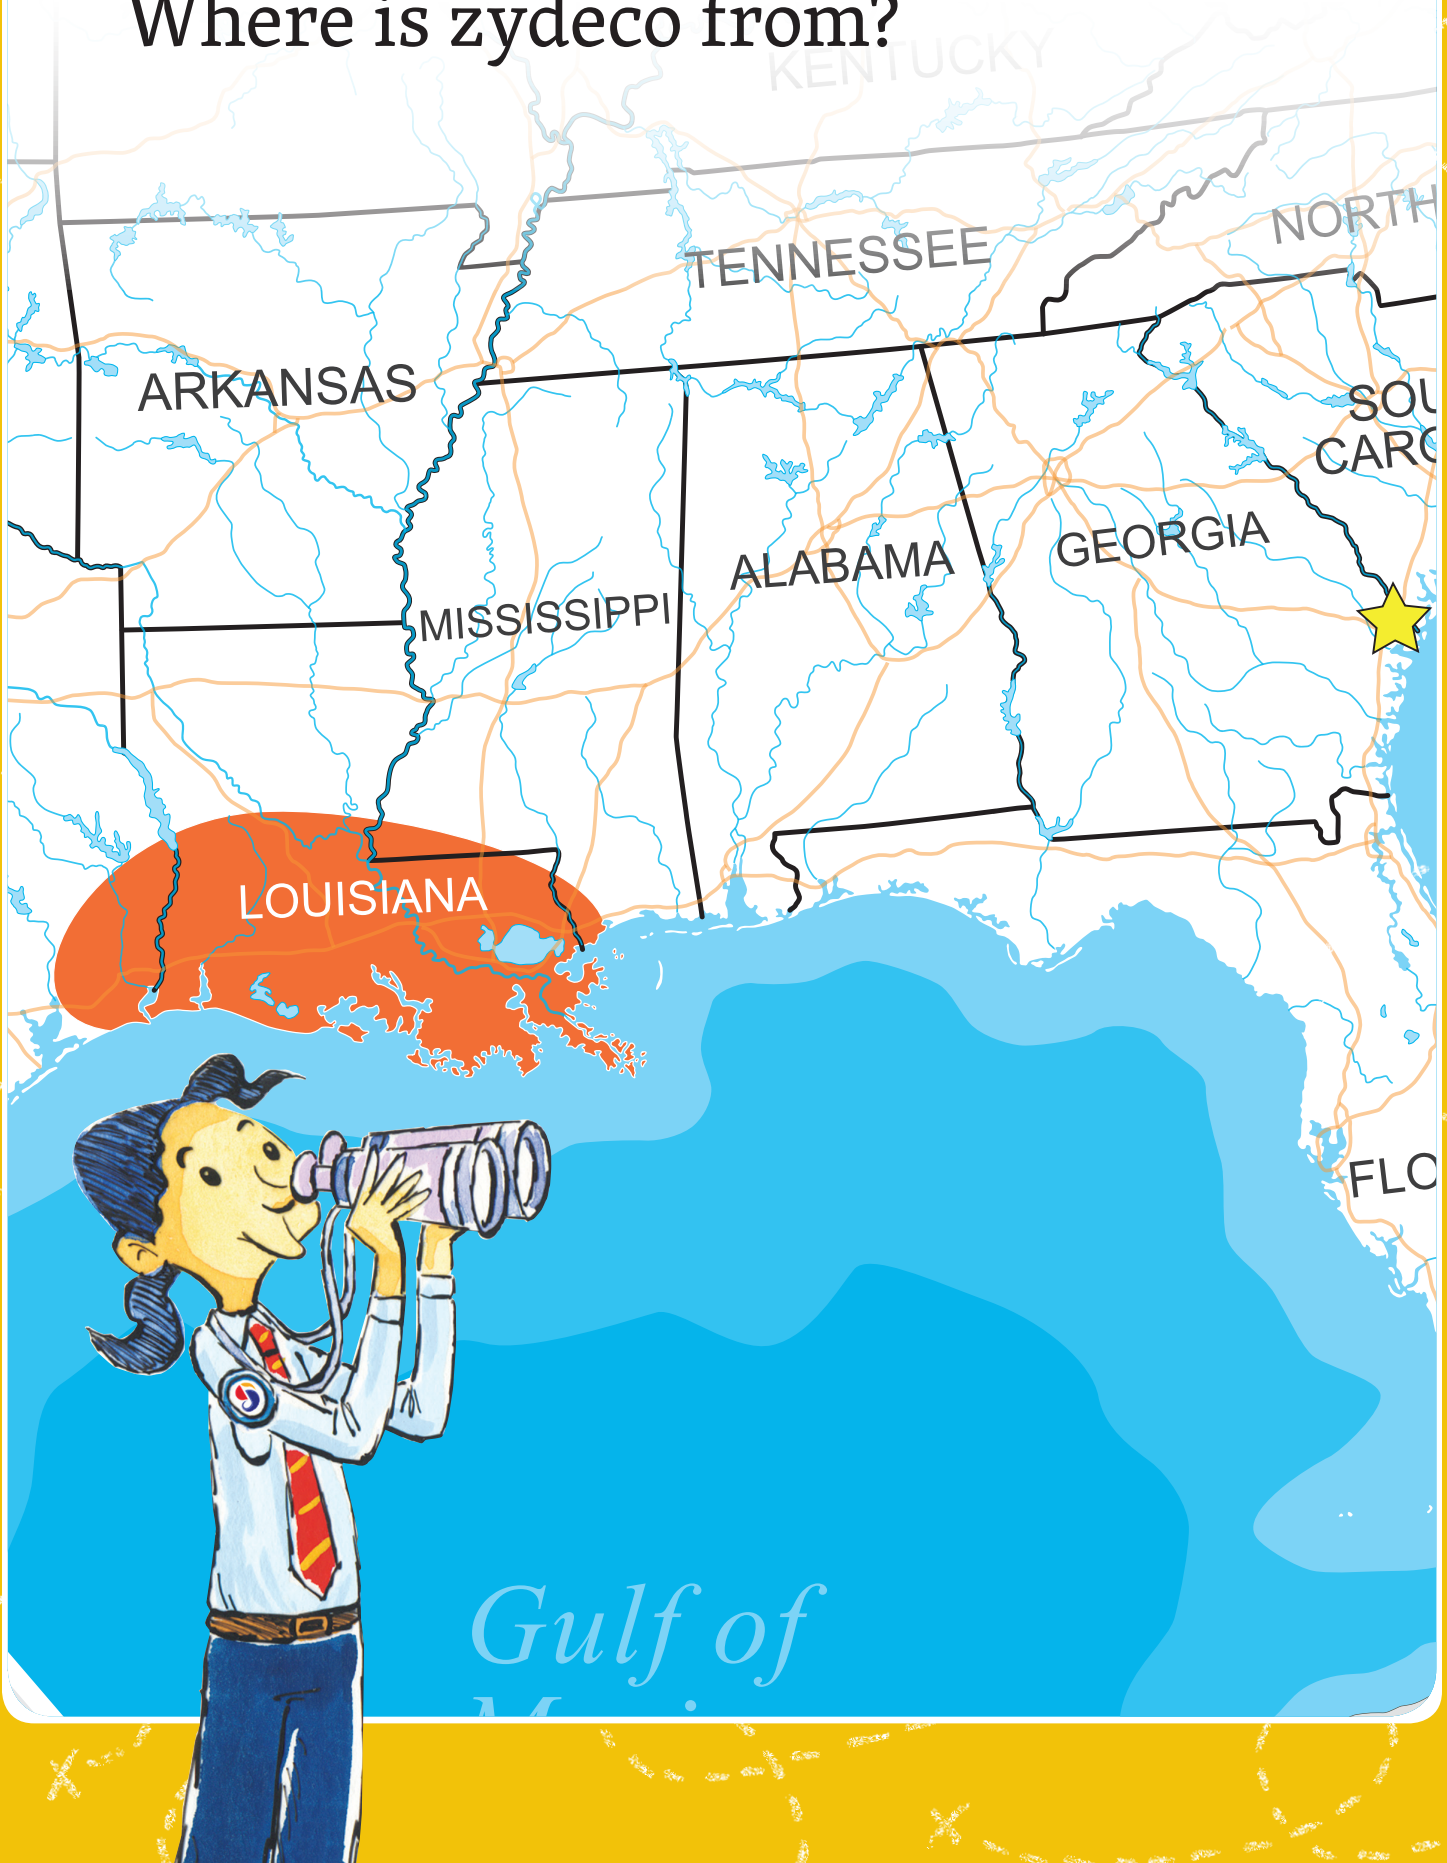 Where is zydeco from?
KENTUCKY
NORTH
TENNESSEE
ARKANSAS
SOU
CARO
GEORGIA
ALABAMA
MISSISSIPPI
LOUISIANA
FLO
Gulf of